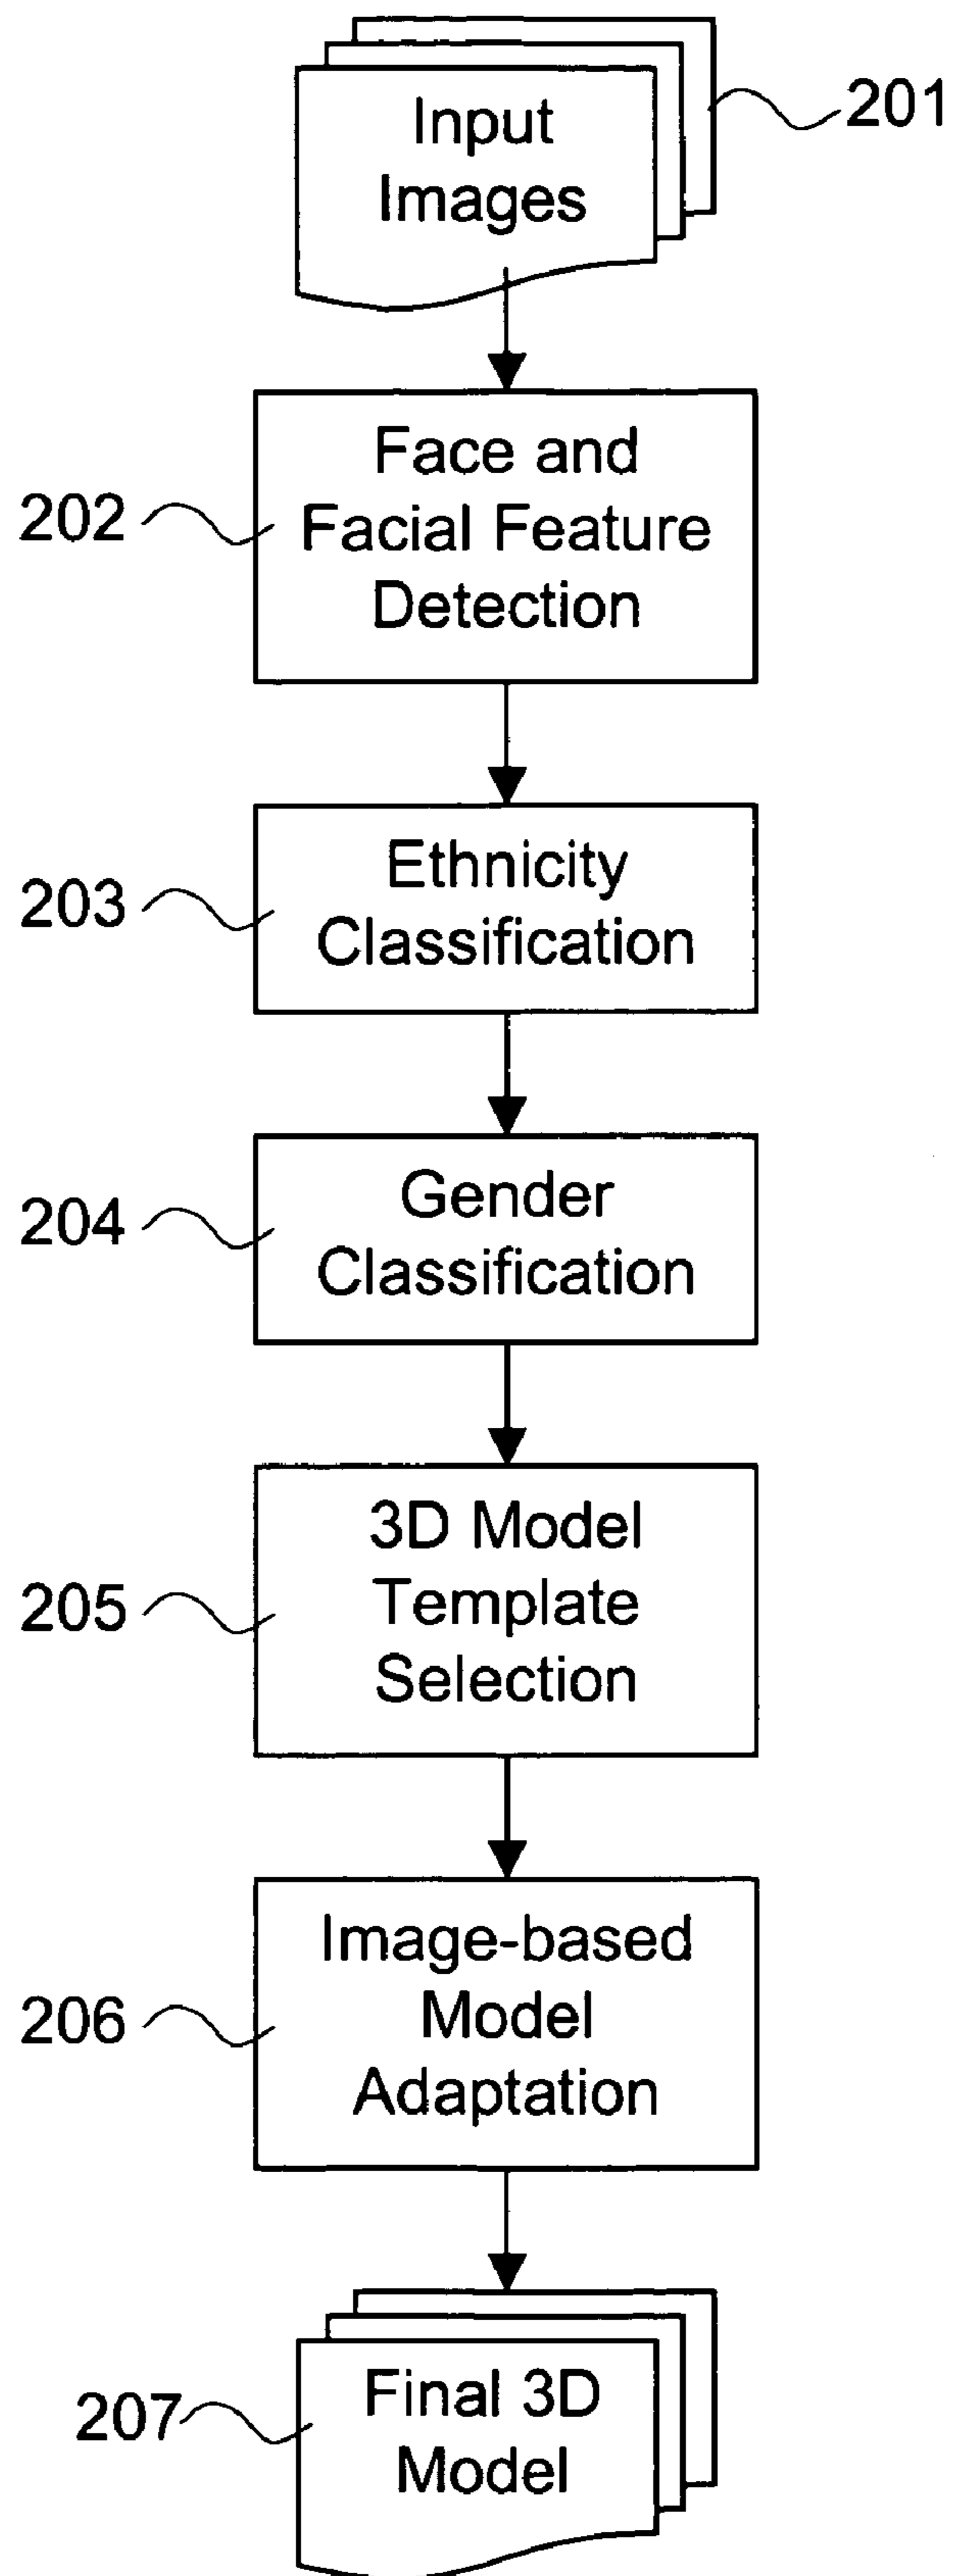 Input
Images
201
Face and
202
Facial Feature
Detection
Ethnicity
203
Classification
Gender
204
Classification
3D Model
205
Template
Selection
Image-based
206
Model
Adaptation
Final 3D
207
Model